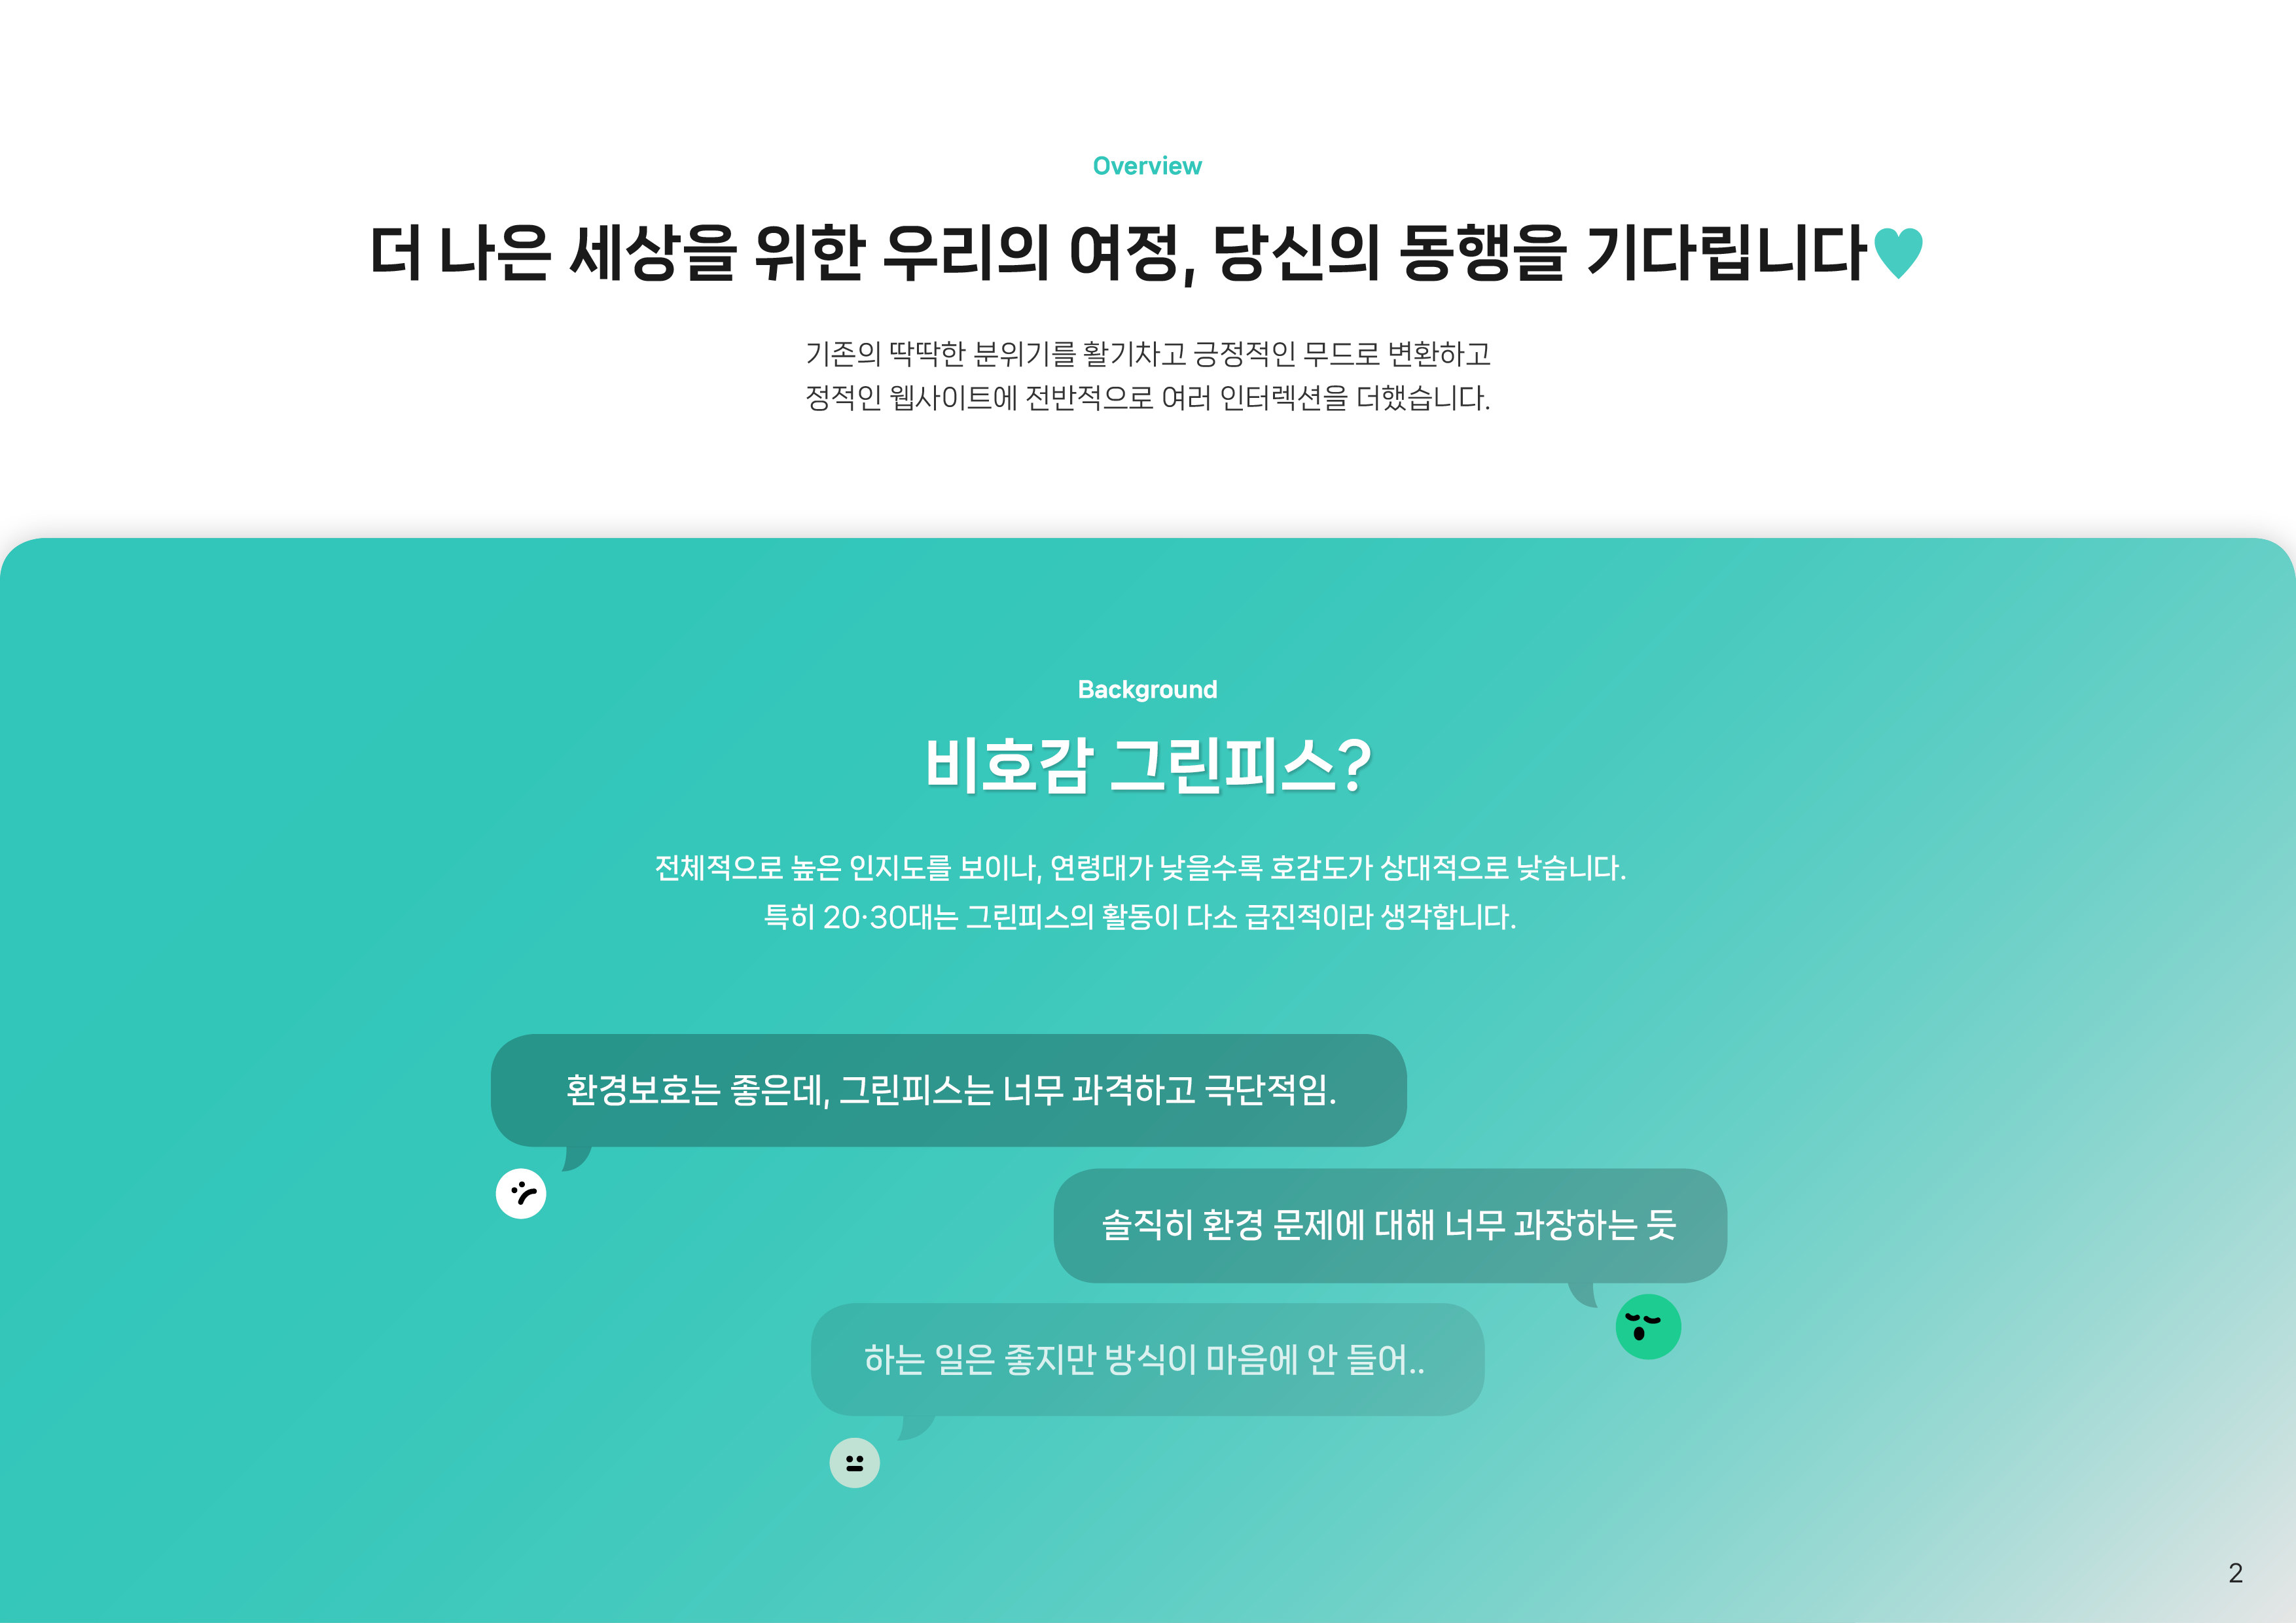 Overview
더 나은 세상을 위한 우리의 여정, 당신의 동행을 기다립니다
기존의 딱딱한 분위기를 활기차고 긍정적인 무드로 변환하고
정적인 웹사이트에 전반적으로 여러 인터렉션을 더했습니다.
Background
비호감 그린피스?
전체적으로 높은 인지도를 보이나, 연령대가 낮을수록 호감도가 상대적으로 낮습니다.
특히 20·30대는 그린피스의 활동이 다소 급진적이라 생각합니다.
환경보호는 좋은데, 그린피스는 너무 과격하고 극단적임.
솔직히 환경 문제에 대해 너무 과장하는 듯
하는 일은 좋지만 방식이 마음에 안 들어..
2